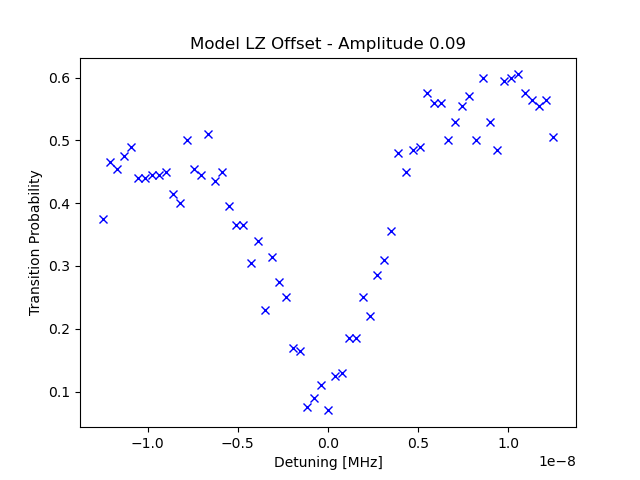 Model LZ Offset - Amplitude 0.09
Transition Probability
0.6
0.5
0.4
0.3
0.2
0.1
−1.0 −0.5 0.0 0.5 1.0
1e−8
Detuning [MHz]